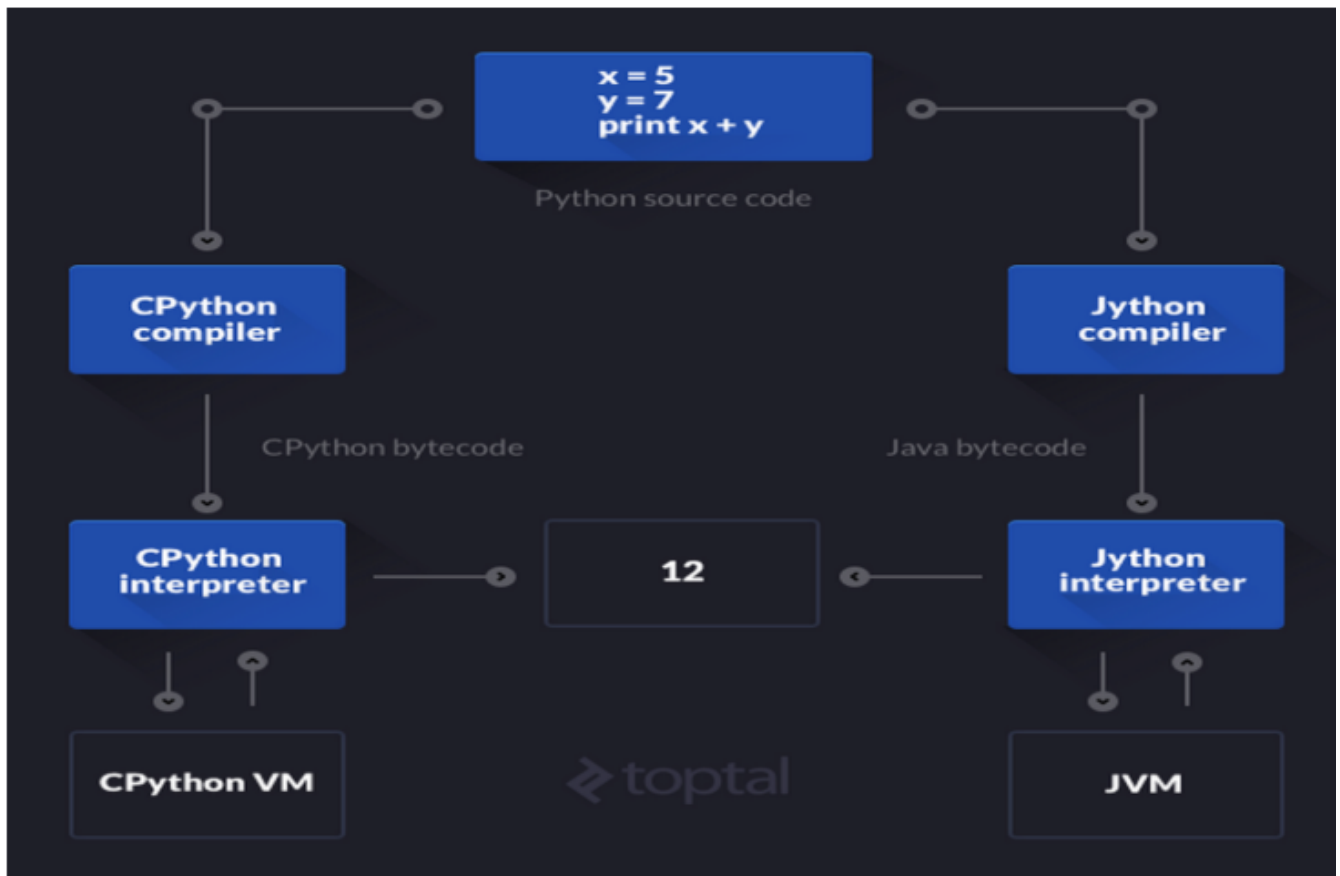 x = 5
y = 7
print x + y
Python source code
CPython
compiler
Jython
compiler
CPython bytecode
Java bytecode
CPython
interpreter
12
Jython
interpreter
CPython VM
toptal
JVM